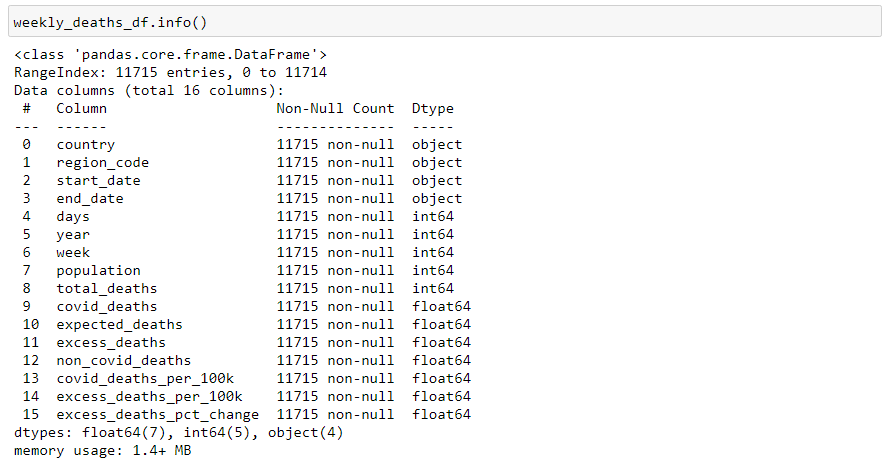 weekly_deaths_df.info()
<class 'pandas.core.frame.DataFrame'>
RangeIndex: 11715 entries, 0 to 11714
Data columns (total 16 columns):
 #   Column                    Non-Null Count  Dtype
---  ------                    --------------  -----
 0   country                   11715 non-null  object
 1   region_code               11715 non-null  object
 2   start_date                11715 non-null  object
 3   end_date                  11715 non-null  object
 4   days                      11715 non-null  int64
 5   year                      11715 non-null  int64
 6   week                      11715 non-null  int64
 7   population                11715 non-null  int64
 8   total_deaths              11715 non-null  int64
 9   covid_deaths              11715 non-null  float64
 10  expected_deaths           11715 non-null  float64
 11  excess_deaths             11715 non-null  float64
 12  non_covid_deaths          11715 non-null  float64
 13  covid_deaths_per_100k     11715 non-null  float64
 14  excess_deaths_per_100k    11715 non-null  float64
 15  excess_deaths_pct_change  11715 non-null  float64
dtypes: float64(7), int64(5), object(4)
memory usage: 1.4+ MB